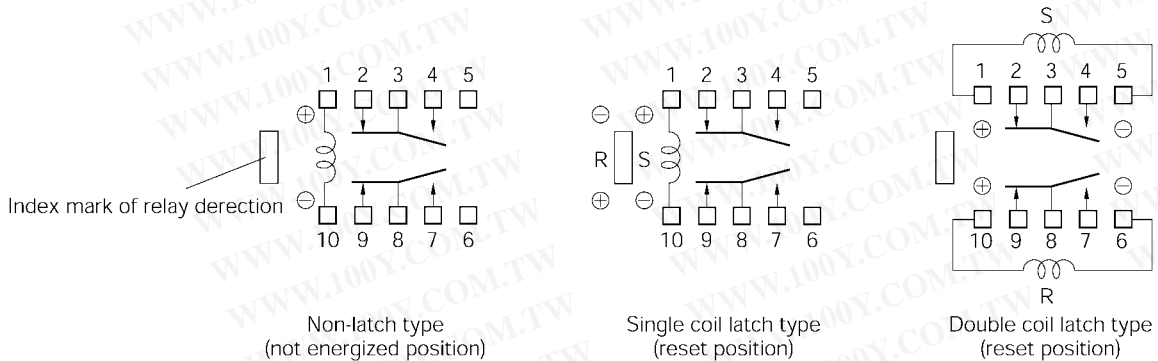 S
1 2 3 4 5
1 2 3 4 5
1 2 3 4 5
⊕
⊖ ⊕
⊕ ⊖
R S
Index mark of relay derection
⊖
⊕ ⊖
⊕ ⊖
10 9 8 7 6
10 9 8 7 6
10 9 8 7 6
R
Non-latch type
(not energized position)
Single coil latch type
(reset position)
Double coil latch type
(reset position)
WWW.100Y.COM.TW